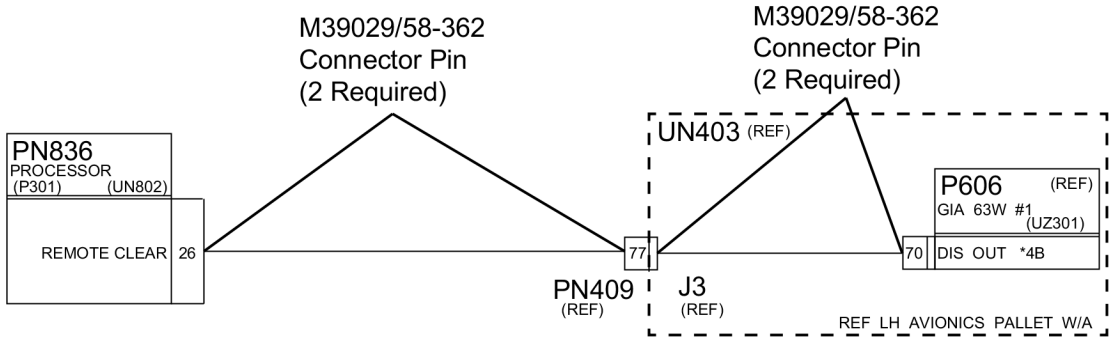 M39029/58-362
Connector Pin
(2 Required)
M39029/58-362
Connector Pin
(2 Required)
UN403 (REF)
PN836
PROCESSOR
(P301) (UN802)
REMOTE CLEAR 26
77
PN409
(REF)
J3
(REF)
P606 (REF)
GIA 63W #1
(UZ301)
70 DIS OUT *4B
REF LH AVIONICS PALLET W/A